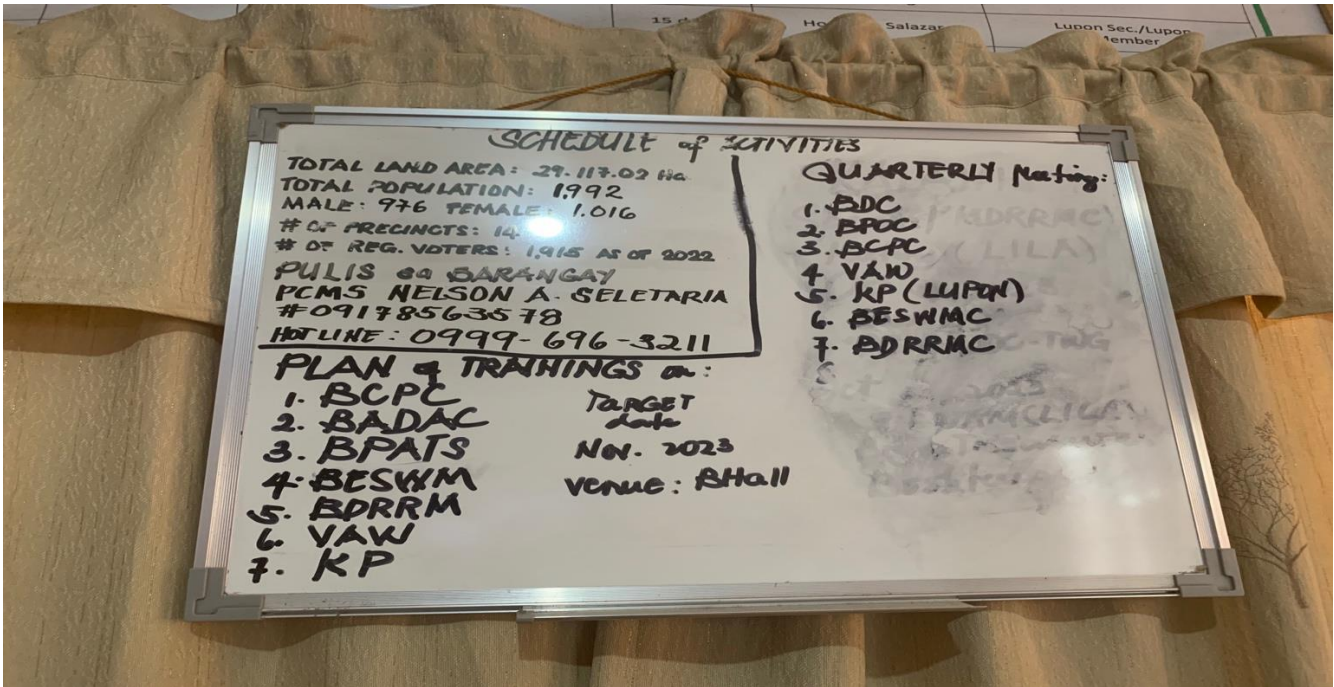 15
Salazar
Lupon Sec./Lupon
Member
SCHEDULE of ACTIVITIES
TOTAL LAND AREA: 29.117.02 Ha
TOTAL POPULATION: 1,992
MALE: 976 FEMALE: 1.016
# OF PRECINCTS: 14
# OF REG. VOTERS: 1,915 AS OF 2022
PULIS sa BARANGAY
PCMS NELSON A. SELETARIA
#09178563578
HOTLINE: 0999-696-3211
PLAN & TRAININGS on:
1. BCPC
2. BADAC
3. BPATS
4. BESWM
5. BDRRM
6. VAW
7. KP
TARGET
date
Nov. 2023
venue: BHall
QUARTERLY Meeting:
1. BDC
2. BPOC
3. BCPC
4 VAW
5. KP (LUPON)
6. BESWMC
7. BDRRMC